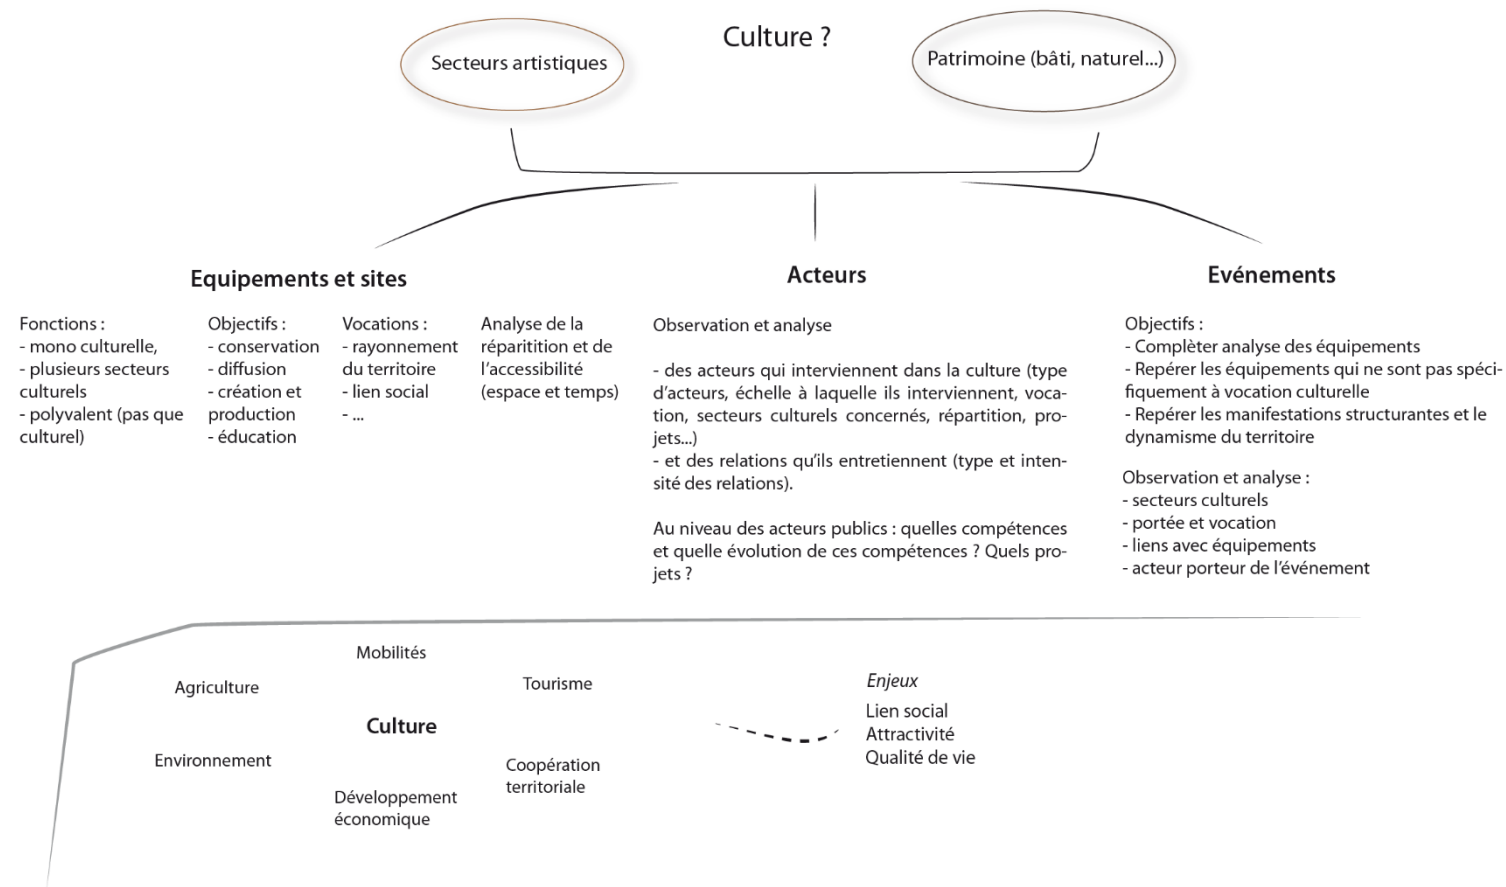 Culture ?
Secteurs artistiques
Patrimoine (bâti, naturel...)
Equipements et sites
Fonctions :
- mono culturelle,
- plusieurs secteurs
culturels
- polyvalent (pas que
culturel)
Objectifs :
- conservation
- diffusion
- création et
production
- éducation
Vocations :
- rayonnement
du territoire
- lien social
- ...
Analyse de la
réparitition et de
l'accessibilité
(espace et temps)
Acteurs
Observation et analyse
- des acteurs qui interviennent dans la culture (type
d'acteurs, échelle à laquelle ils interviennent, voca-
tion, secteurs culturels concernés, répartition, pro-
jets...)
- et des relations qu'ils entretiennent (type et inten-
sité des relations).
Au niveau des acteurs publics : quelles compétences
et quelle évolution de ces compétences ? Quels pro-
jets ?
Evénements
Objectifs :
- Complèter analyse des équipements
- Repérer les équipements qui ne sont pas spéci-
fiquement à vocation culturelle
- Repérer les manifestations structurantes et le
dynamisme du territoire
Observation et analyse :
- secteurs culturels
- portée et vocation
- liens avec équipements
- acteur porteur de l'événement
Mobilités
Agriculture
Tourisme
Culture
Environnement
Coopération
territoriale
Développement
économique
Enjeux
Lien social
Attractivité
Qualité de vie